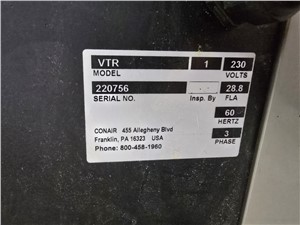 VTR 1 230
MODEL VOLTS
220756 28.8
SERIAL NO. Insp. By FLA
60
HERTZ
CONAIR 455 Allegheny Blvd
Franklin, PA 16323 USA
3
Phone: 800-458-1960
PHASE